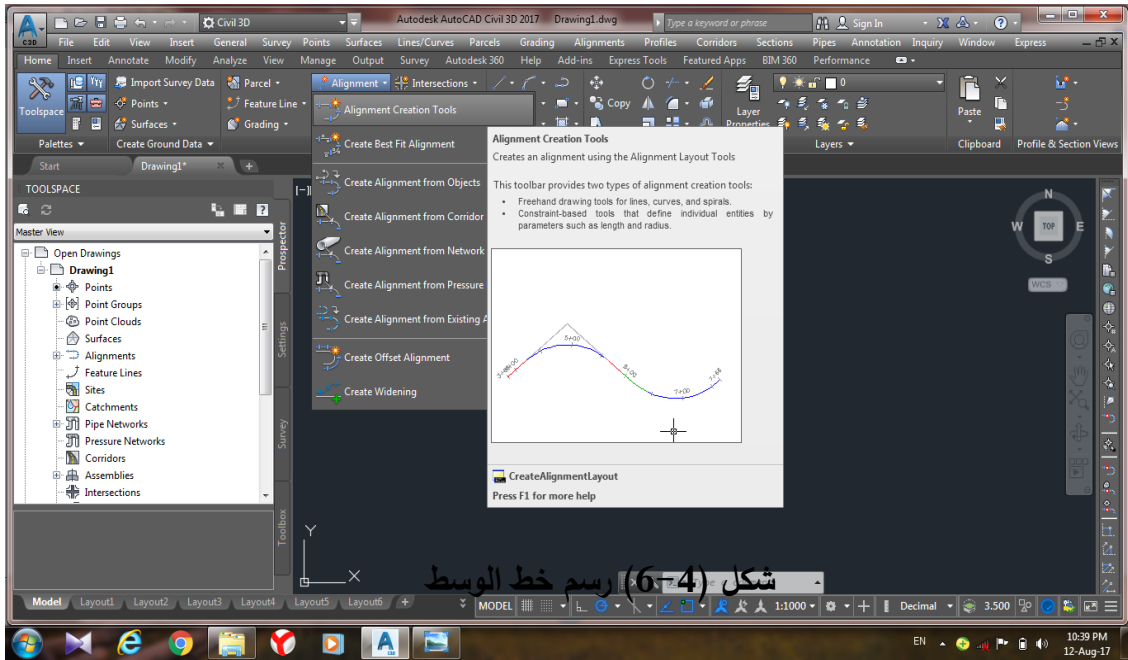 Civil 3D
Autodesk AutoCAD Civil 3D 2017 Drawing1.dwg
Type a keyword or phrase
Sign In
C3D
File Edit View Insert General Survey Points Surfaces Lines/Curves Parcels Grading Alignments Profiles Corridors Sections Pipes Annotation Inquiry Window Express
Home Insert Annotate Modify Analyze View Manage Output Survey Autodesk 360 Help Add-ins Express Tools Featured Apps BIM 360 Performance
Toolspace
Import Survey Data
Points
Surfaces
Parcel
Feature Line
Grading
Alignment
Intersections
Copy
Layer
Properties
0
Paste
Palettes
Create Ground Data
Layers
Clipboard
Profile & Section Views
Start
Drawing1*
Alignment Creation Tools
Create Best Fit Alignment
Create Alignment from Objects
Create Alignment from Corridor
Create Alignment from Network
Create Alignment from Pressure
Create Alignment from Existing A
Create Offset Alignment
Create Widening
Alignment Creation Tools
Creates an alignment using the Alignment Layout Tools
This toolbar provides two types of alignment creation tools:
• Freehand drawing tools for lines, curves, and spirals.
• Constraint-based tools that define individual entities by
parameters such as length and radius.
5+00
7+00
CreateAlignmentLayout
Press F1 for more help
TOOLSPACE
Master View
Open Drawings
Drawing1
Points
Point Groups
Point Clouds
Surfaces
Alignments
Feature Lines
Sites
Catchments
Pipe Networks
Pressure Networks
Corridors
Assemblies
Intersections
Prospector
Settings
Survey
Toolbox
N
W TOP E
S
WCS
Y
X
شكل (4-6) رسم خط الوسط
Model Layout1 Layout2 Layout3 Layout4 Layout5 Layout6 +
MODEL
1:1000
Decimal
3.500
EN
10:39 PM
12-Aug-17